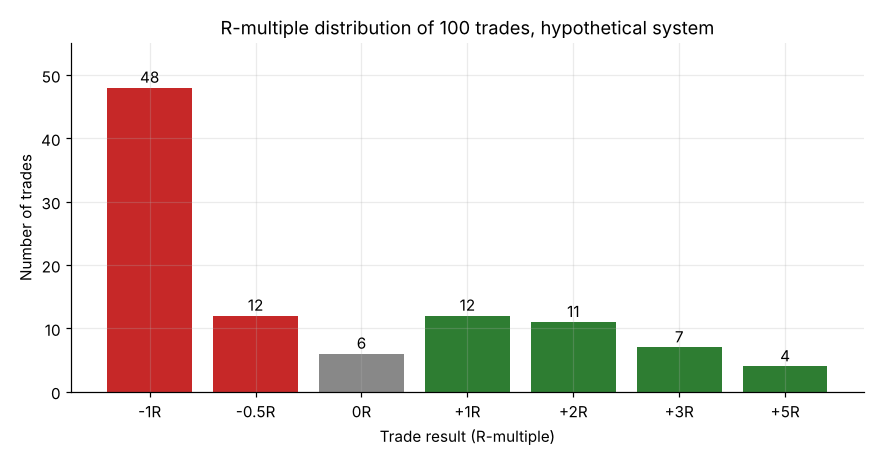 R-multiple distribution of 100 trades, hypothetical system
Number of trades
50
40
30
20
10
0
48
12
6
12
11
7
4
-1R
-0.5R
0R
+1R
+2R
+3R
+5R
Trade result (R-multiple)